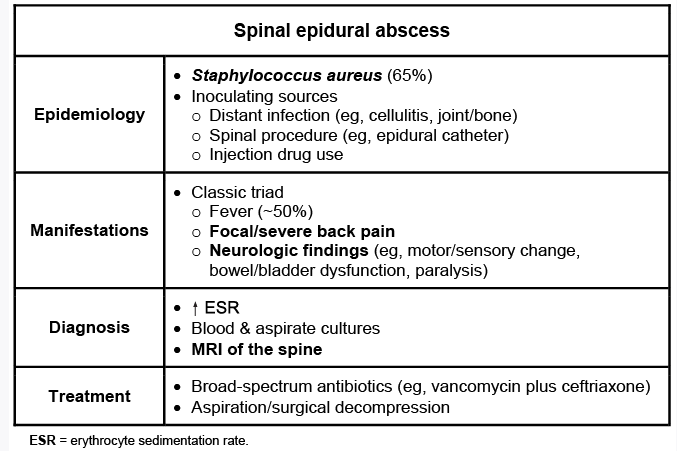 Spinal epidural abscess
Epidemiology
• Staphylococcus aureus (65%)
• Inoculating sources
o Distant infection (eg, cellulitis, joint/bone)
o Spinal procedure (eg, epidural catheter)
o Injection drug use
Manifestations
• Classic triad
o Fever (~50%)
o Focal/severe back pain
o Neurologic findings (eg, motor/sensory change,
bowel/bladder dysfunction, paralysis)
Diagnosis
• ↑ ESR
• Blood & aspirate cultures
• MRI of the spine
Treatment
• Broad-spectrum antibiotics (eg, vancomycin plus ceftriaxone)
• Aspiration/surgical decompression
ESR = erythrocyte sedimentation rate.